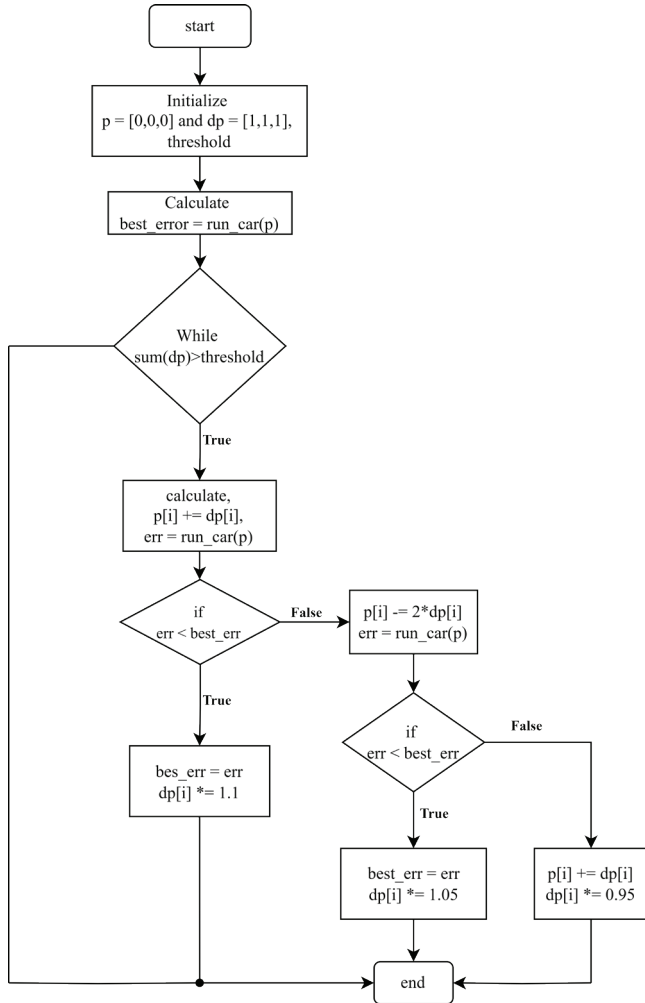 start
Initialize
p = [0,0,0] and dp = [1,1,1],
threshold
Calculate
best_error = run_car(p)
While
sum(dp)>threshold
True
calculate,
p[i] += dp[i],
err = run_car(p)
if
err < best_err
False
p[i] -= 2*dp[i]
err = run_car(p)
True
if
err < best_err
False
bes_err = err
dp[i] *= 1.1
True
best_err = err
dp[i] *= 1.05
p[i] += dp[i]
dp[i] *= 0.95
end